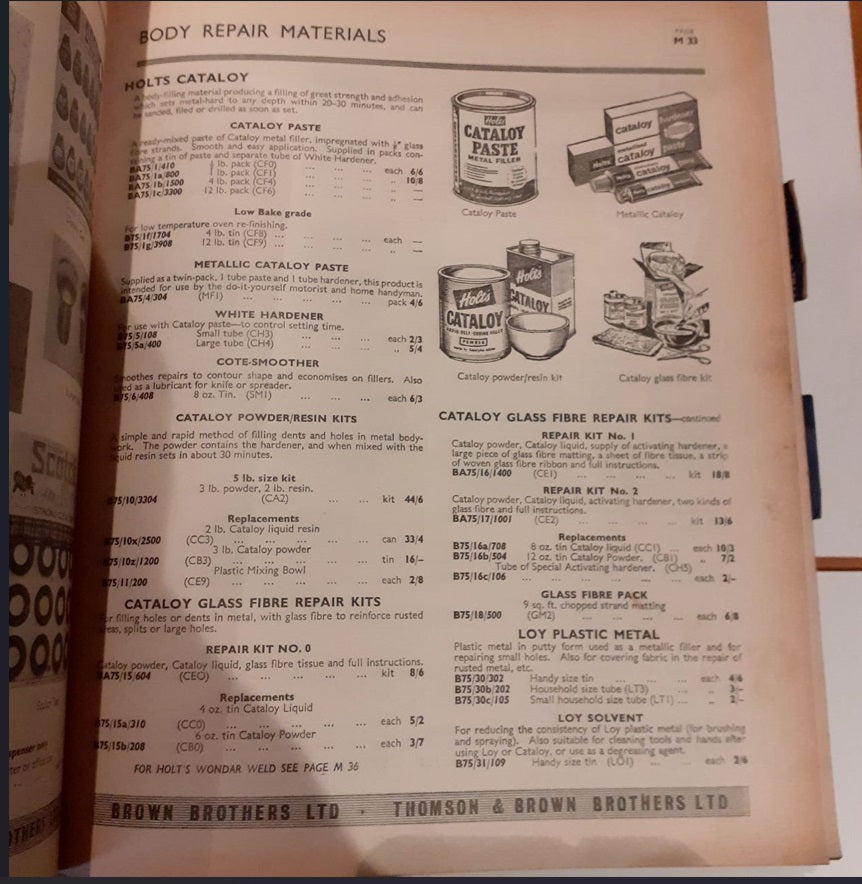 BODY REPAIR MATERIALS
PAGE
M 33
HOLTS CATALOY
A body-filling material producing a filling of great strength and adhesion
which sets metal-hard to any depth within 20-30 minutes, and can
be sanded, filed or drilled as soon as set.
CATALOY PASTE
A ready-mixed paste of Cataloy metal filler, impregnated with glass
fibre strands. Smooth and easy application. Supplied in packs con-
taining a tin of paste and separate tube of White Hardener.
BA75/1/410 lb. pack (CF0) ... ... each 6/6
BA75/1a/800 1 lb. pack (CF1) ... ... ,, 10/8
BA75/1b/1500 4 lb. pack (CF4) ... ... ,, —
BA75/1c/3300 12 lb. pack (CF6) ... ... ,, —
Low Bake grade
For low temperature oven re-finishing.
B75/1f/1704 4 lb. tin (CF8) ... ... ... ... each —
B75/1g/3908 12 lb. tin (CF9) ... ... ... ... ,, —
METALLIC CATALOY PASTE
Supplied as a twin-pack, 1 tube paste and 1 tube hardener, this product is
intended for use by the do-it-yourself motorist and home handyman.
BA75/4/304 (MF1) ... ... ... ... pack 4/6
WHITE HARDENER
For use with Cataloy paste—to control setting time.
B75/5/108 Small tube (CH3) ... ... ... each 2/3
B75/5a/400 Large tube (CH4) ... ... ... ,, 5/4
COTE-SMOOTHER
Smoothes repairs to contour shape and economises on fillers. Also
used as a lubricant for knife or spreader.
B75/6/408 8 oz. Tin. (SM1) ... ... ... each 6/3
CATALOY POWDER/RESIN KITS
A simple and rapid method of filling dents and holes in metal body-
work. The powder contains the hardener, and when mixed with the
liquid resin sets in about 30 minutes.
5 lb. size kit
3 lb. powder, 2 lb. resin.
B75/10/3304 (CA2) ... ... kit 44/6
Replacements
2 lb. Cataloy liquid resin
B75/10x/2500 (CC3) ... ... ... ... ... can 33/4
3 lb. Cataloy powder
B75/10z/1200 (CB3) ... ... ... ... ... tin 16/–
Plastic Mixing Bowl
B75/11/200 (CE9) ... ... ... ... ... each 2/8
CATALOY GLASS FIBRE REPAIR KITS
For filling holes or dents in metal, with glass fibre to reinforce rusted
areas, splits or large holes.
REPAIR KIT NO. 0
Cataloy powder, Cataloy liquid, glass fibre tissue and full instructions.
BA75/15/604 (CEO) ... ... ... ... ... kit 8/6
Replacements
4 oz. tin Cataloy Liquid
B75/15a/310 (CC0) ... ... ... ... ... each 5/2
6 oz. tin Cataloy Powder
B75/15b/208 (CB0) ... ... ... ... ... each 3/7
FOR HOLT'S WONDAR WELD SEE PAGE M 36
Holts
CATALOY
PASTE
METAL FILLER
cataloy
hardener
metallised
cataloy paste
Cataloy Paste
Metallic Cataloy
Holts
CATALOY
POWDER
Holts
CATALOY
Cataloy powder/resin kit
Cataloy glass fibre kit
CATALOY GLASS FIBRE REPAIR KITS—continued
REPAIR KIT No. 1
Cataloy powder, Cataloy liquid, supply of activating hardener, a
large piece of glass fibre matting, a sheet of fibre tissue, a strip
of woven glass fibre ribbon and full instructions.
BA75/16/1400 (CE1) ... ... ... kit 18/8
REPAIR KIT No. 2
Cataloy powder, Cataloy liquid, activating hardener, two kinds of
glass fibre and full instructions.
BA75/17/1001 (CE2) ... ... ... kit 13/6
Replacements
B75/16a/708 8 oz. tin Cataloy liquid (CC1) ... each 10/3
B75/16b/504 12 oz. tin Cataloy Powder. (CB1) ... ,, 7/2
Tube of Special Activating hardener. (CH5)
B75/16c/106 ... ... ... ... ... each 2/–
GLASS FIBRE PACK
9 sq. ft. chopped strand matting
B75/18/500 (GM2) ... ... ... ... each 6/8
LOY PLASTIC METAL
Plastic metal in putty form used as a metallic filler and for
repairing small holes. Also for covering fabric in the repair of
rusted metal, etc.
B75/30/302 Handy size tin ... ... ... each 4/6
B75/30b/202 Household size tube (LT3) ... ,, 3/–
B75/30c/105 Small household size tube (LT1) ... ,, 2/–
LOY SOLVENT
For reducing the consistency of Loy plastic metal (for brushing
and spraying). Also suitable for cleaning tools and hands after
using Loy or Cataloy, or use as a degreasing agent.
B75/31/109 Handy size tin (LO1) ... ... each 2/6
BROWN BROTHERS LTD · THOMSON & BROWN BROTHERS LTD